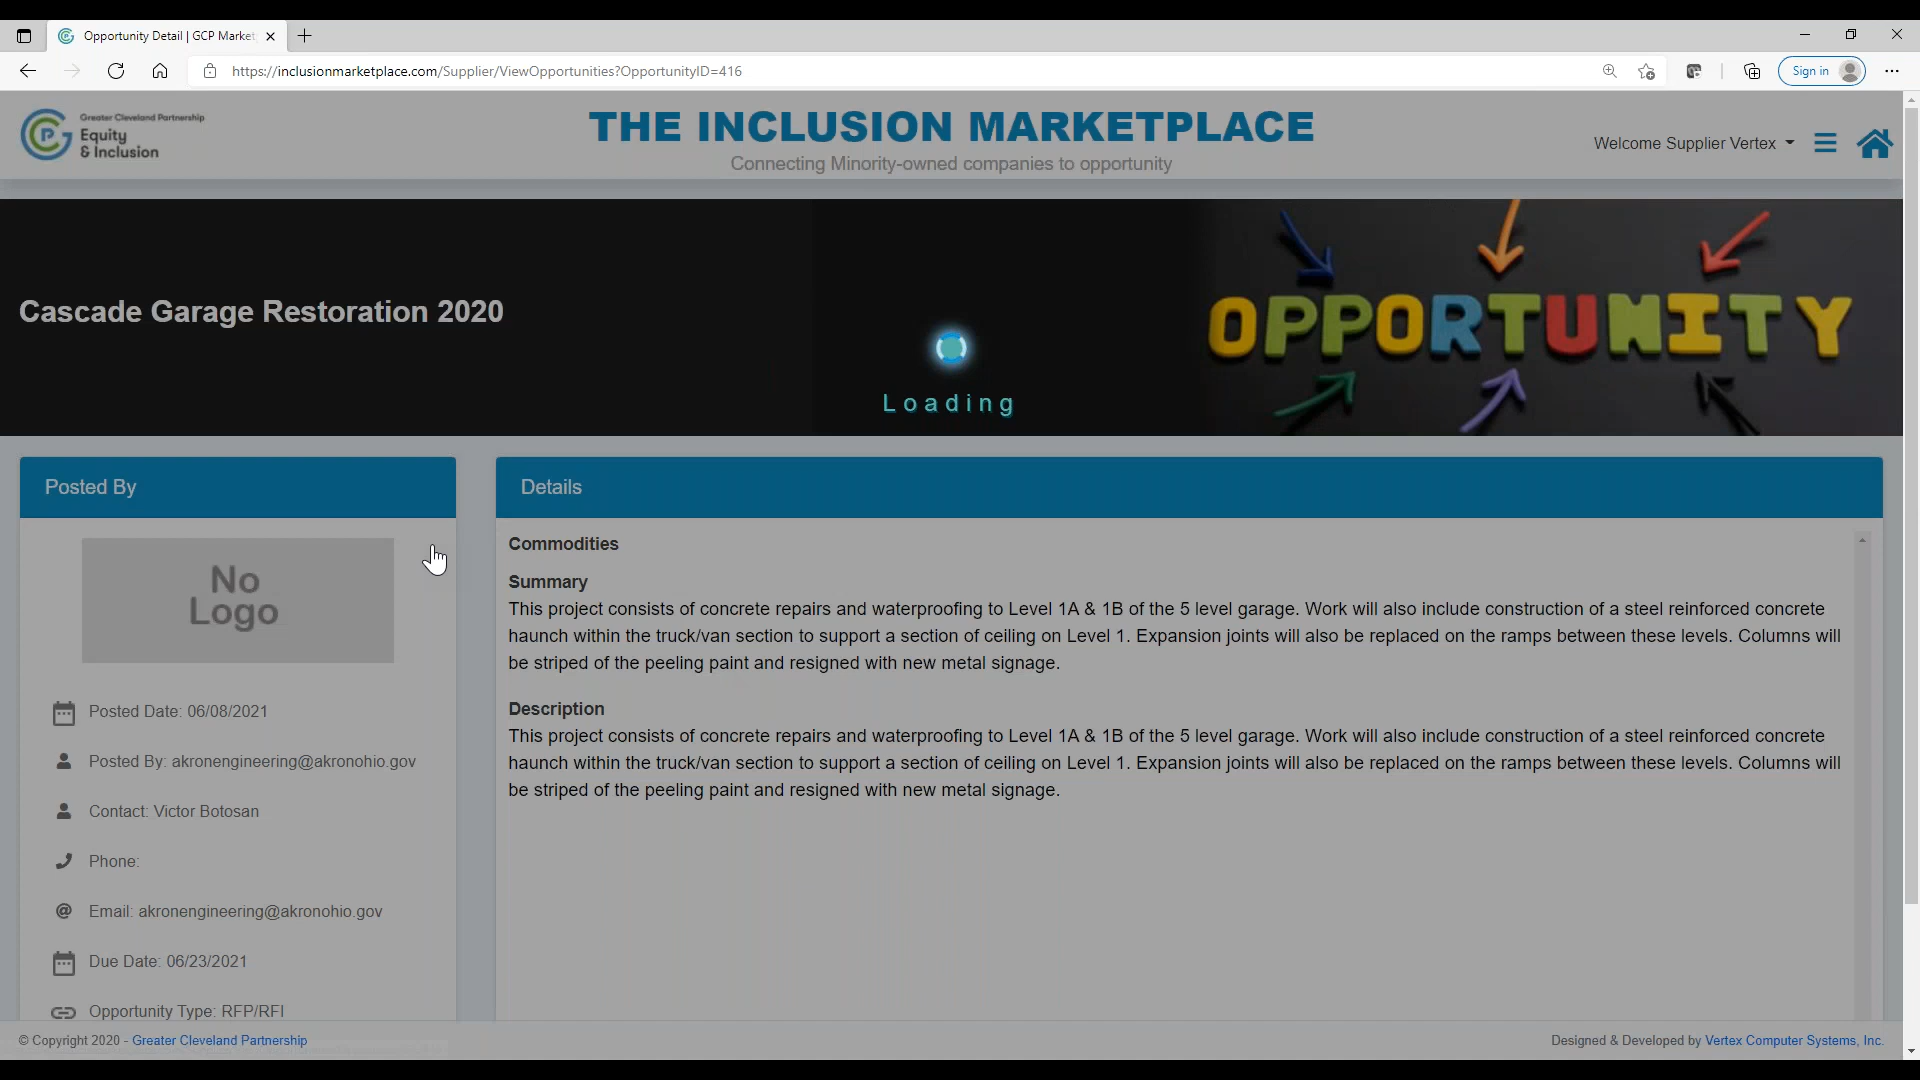 Opportunity Detail | GCP Market
https://inclusionmarketplace.com/Supplier/ViewOpportunities?OpportunityID=416
Sign in
Greater Cleveland Partnership
Equity
& Inclusion
THE INCLUSION MARKETPLACE
Connecting Minority-owned companies to opportunity
Welcome Supplier Vertex
Cascade Garage Restoration 2020
OPPORTUNITY
Loading
Posted By
No
Logo
Posted Date: 06/08/2021
Posted By: akronengineering@akronohio.gov
Contact: Victor Botosan
Phone:
Email: akronengineering@akronohio.gov
Due Date: 06/23/2021
Opportunity Type: RFP/RFI
Details
Commodities
Summary
This project consists of concrete repairs and waterproofing to Level 1A & 1B of the 5 level garage. Work will also include construction of a steel reinforced concrete
haunch within the truck/van section to support a section of ceiling on Level 1. Expansion joints will also be replaced on the ramps between these levels. Columns will
be striped of the peeling paint and resigned with new metal signage.
Description
This project consists of concrete repairs and waterproofing to Level 1A & 1B of the 5 level garage. Work will also include construction of a steel reinforced concrete
haunch within the truck/van section to support a section of ceiling on Level 1. Expansion joints will also be replaced on the ramps between these levels. Columns will
be striped of the peeling paint and resigned with new metal signage.
© Copyright 2020 - Greater Cleveland Partnership
Designed & Developed by Vertex Computer Systems, Inc.